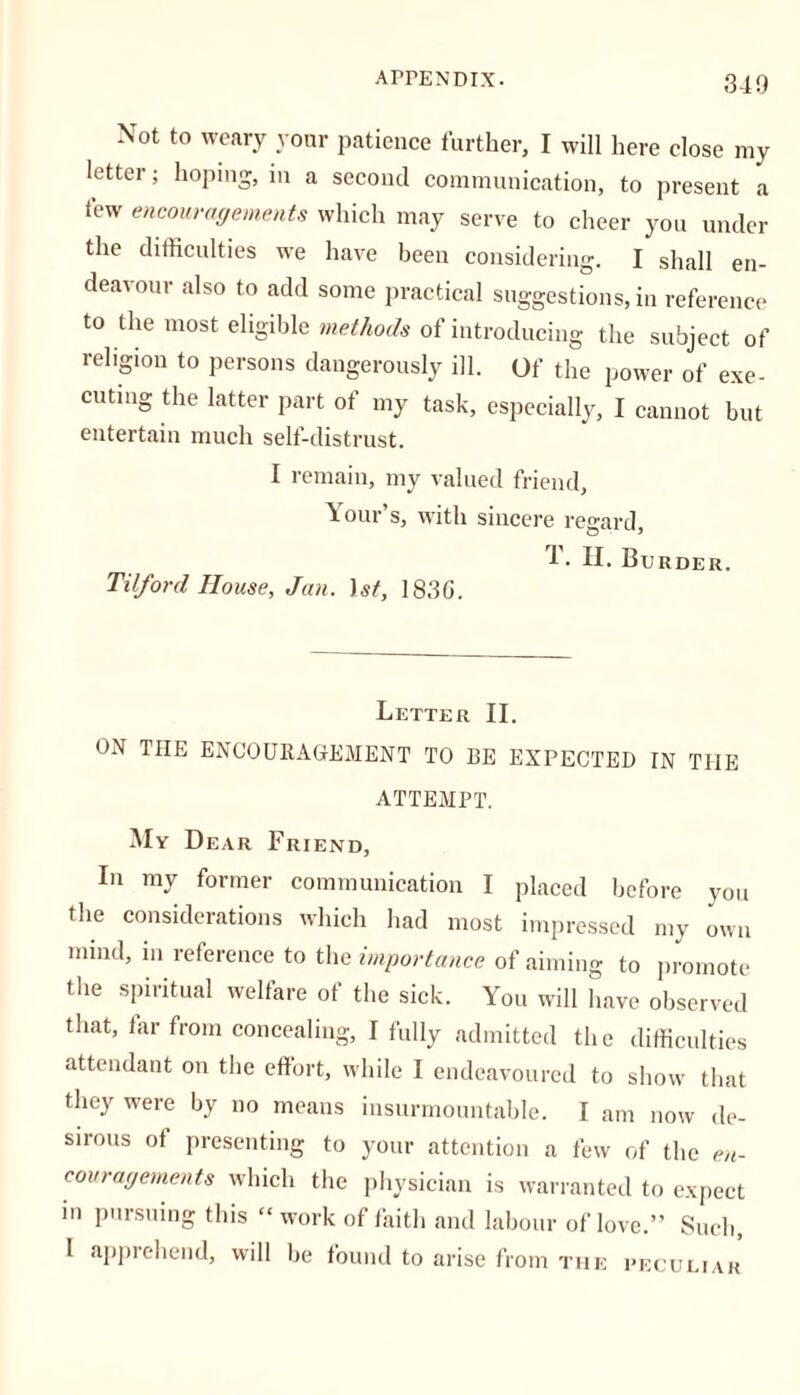 APPENDIX.
349
Not to weary your patience further, I will here close my
letter; hoping, in a second communication, to present a
few encouragements which may serve to cheer you under
the difficulties we have been considering. I shall en-
deavour also to add some practical suggestions, in reference
to the most eligible methods of introducing the subject of
religion to persons dangerously ill. Of the power of exe-
cuting the latter part of my task, especially, I cannot but
entertain much self-distrust.
I remain, my valued friend,
Your's, with sincere regard,
T. H. BURDER.
Tilford House, Jan. 1st, 1836.
LETTER II.
ON THE ENCOURAGEMENT TO BE EXPECTED IN THE
ATTEMPT.
MY DEAR FRIEND,
In my former communication I placed before you
the considerations which had most impressed my own
mind, in reference to the importance of aiming to promote
the spiritual welfare of the sick. You will have observed
that, far from concealing, I fully admitted the difficulties
attendant on the effort, while I endeavoured to show that
they were by no means insurmountable. I am now de-
sirous of presenting to your attention a few of the en-
couragements which the physician is warranted to expect
in pursuing this "work of faith and labour of love." Such,
I apprehend, will be found to arise from THE PECULIAR